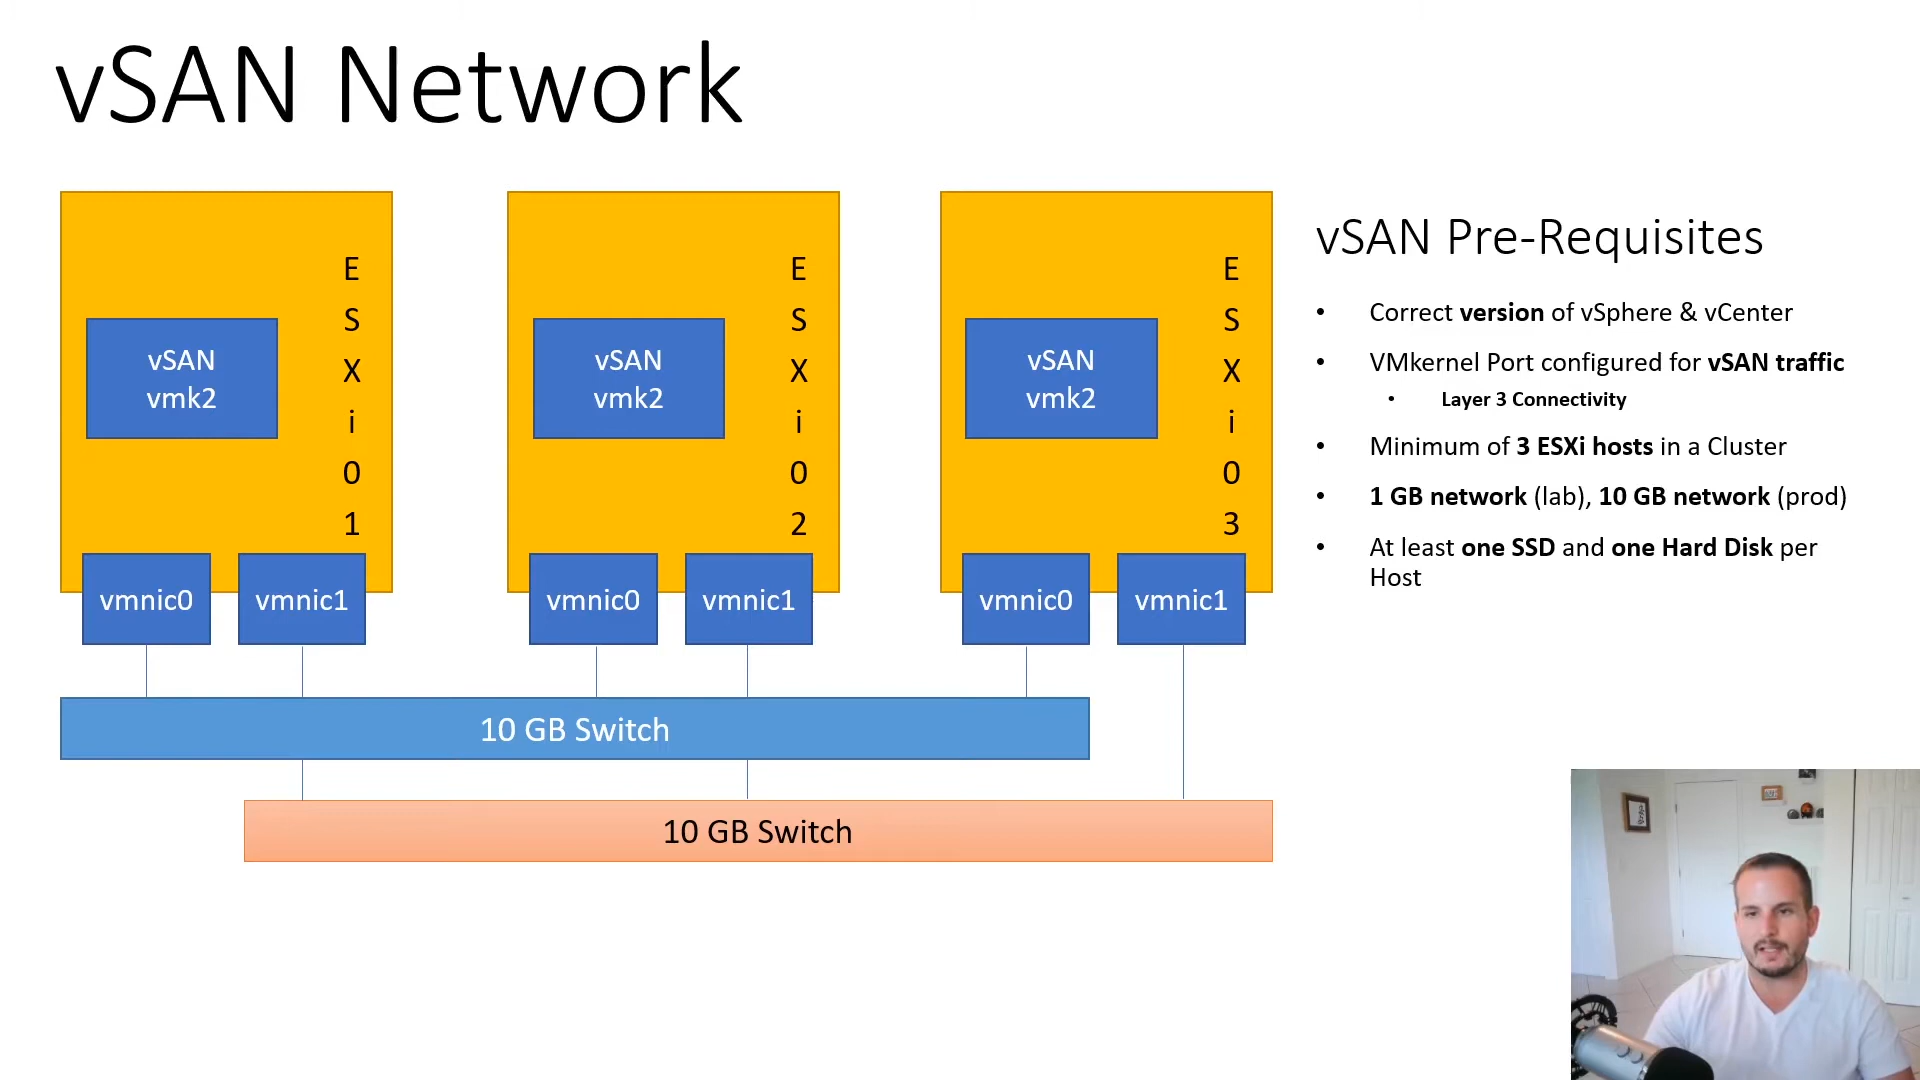 vSAN Network
E
S
X
i
0
1
vSAN
vmk2
vmnic0
vmnic1
E
S
X
i
0
2
vSAN
vmk2
vmnic0
vmnic1
E
S
X
i
0
3
vSAN
vmk2
vmnic0
vmnic1
10 GB Switch
10 GB Switch
vSAN Pre-Requisites
• Correct version of vSphere & vCenter
• VMkernel Port configured for vSAN traffic
• Layer 3 Connectivity
• Minimum of 3 ESXi hosts in a Cluster
• 1 GB network (lab), 10 GB network (prod)
• At least one SSD and one Hard Disk per
Host